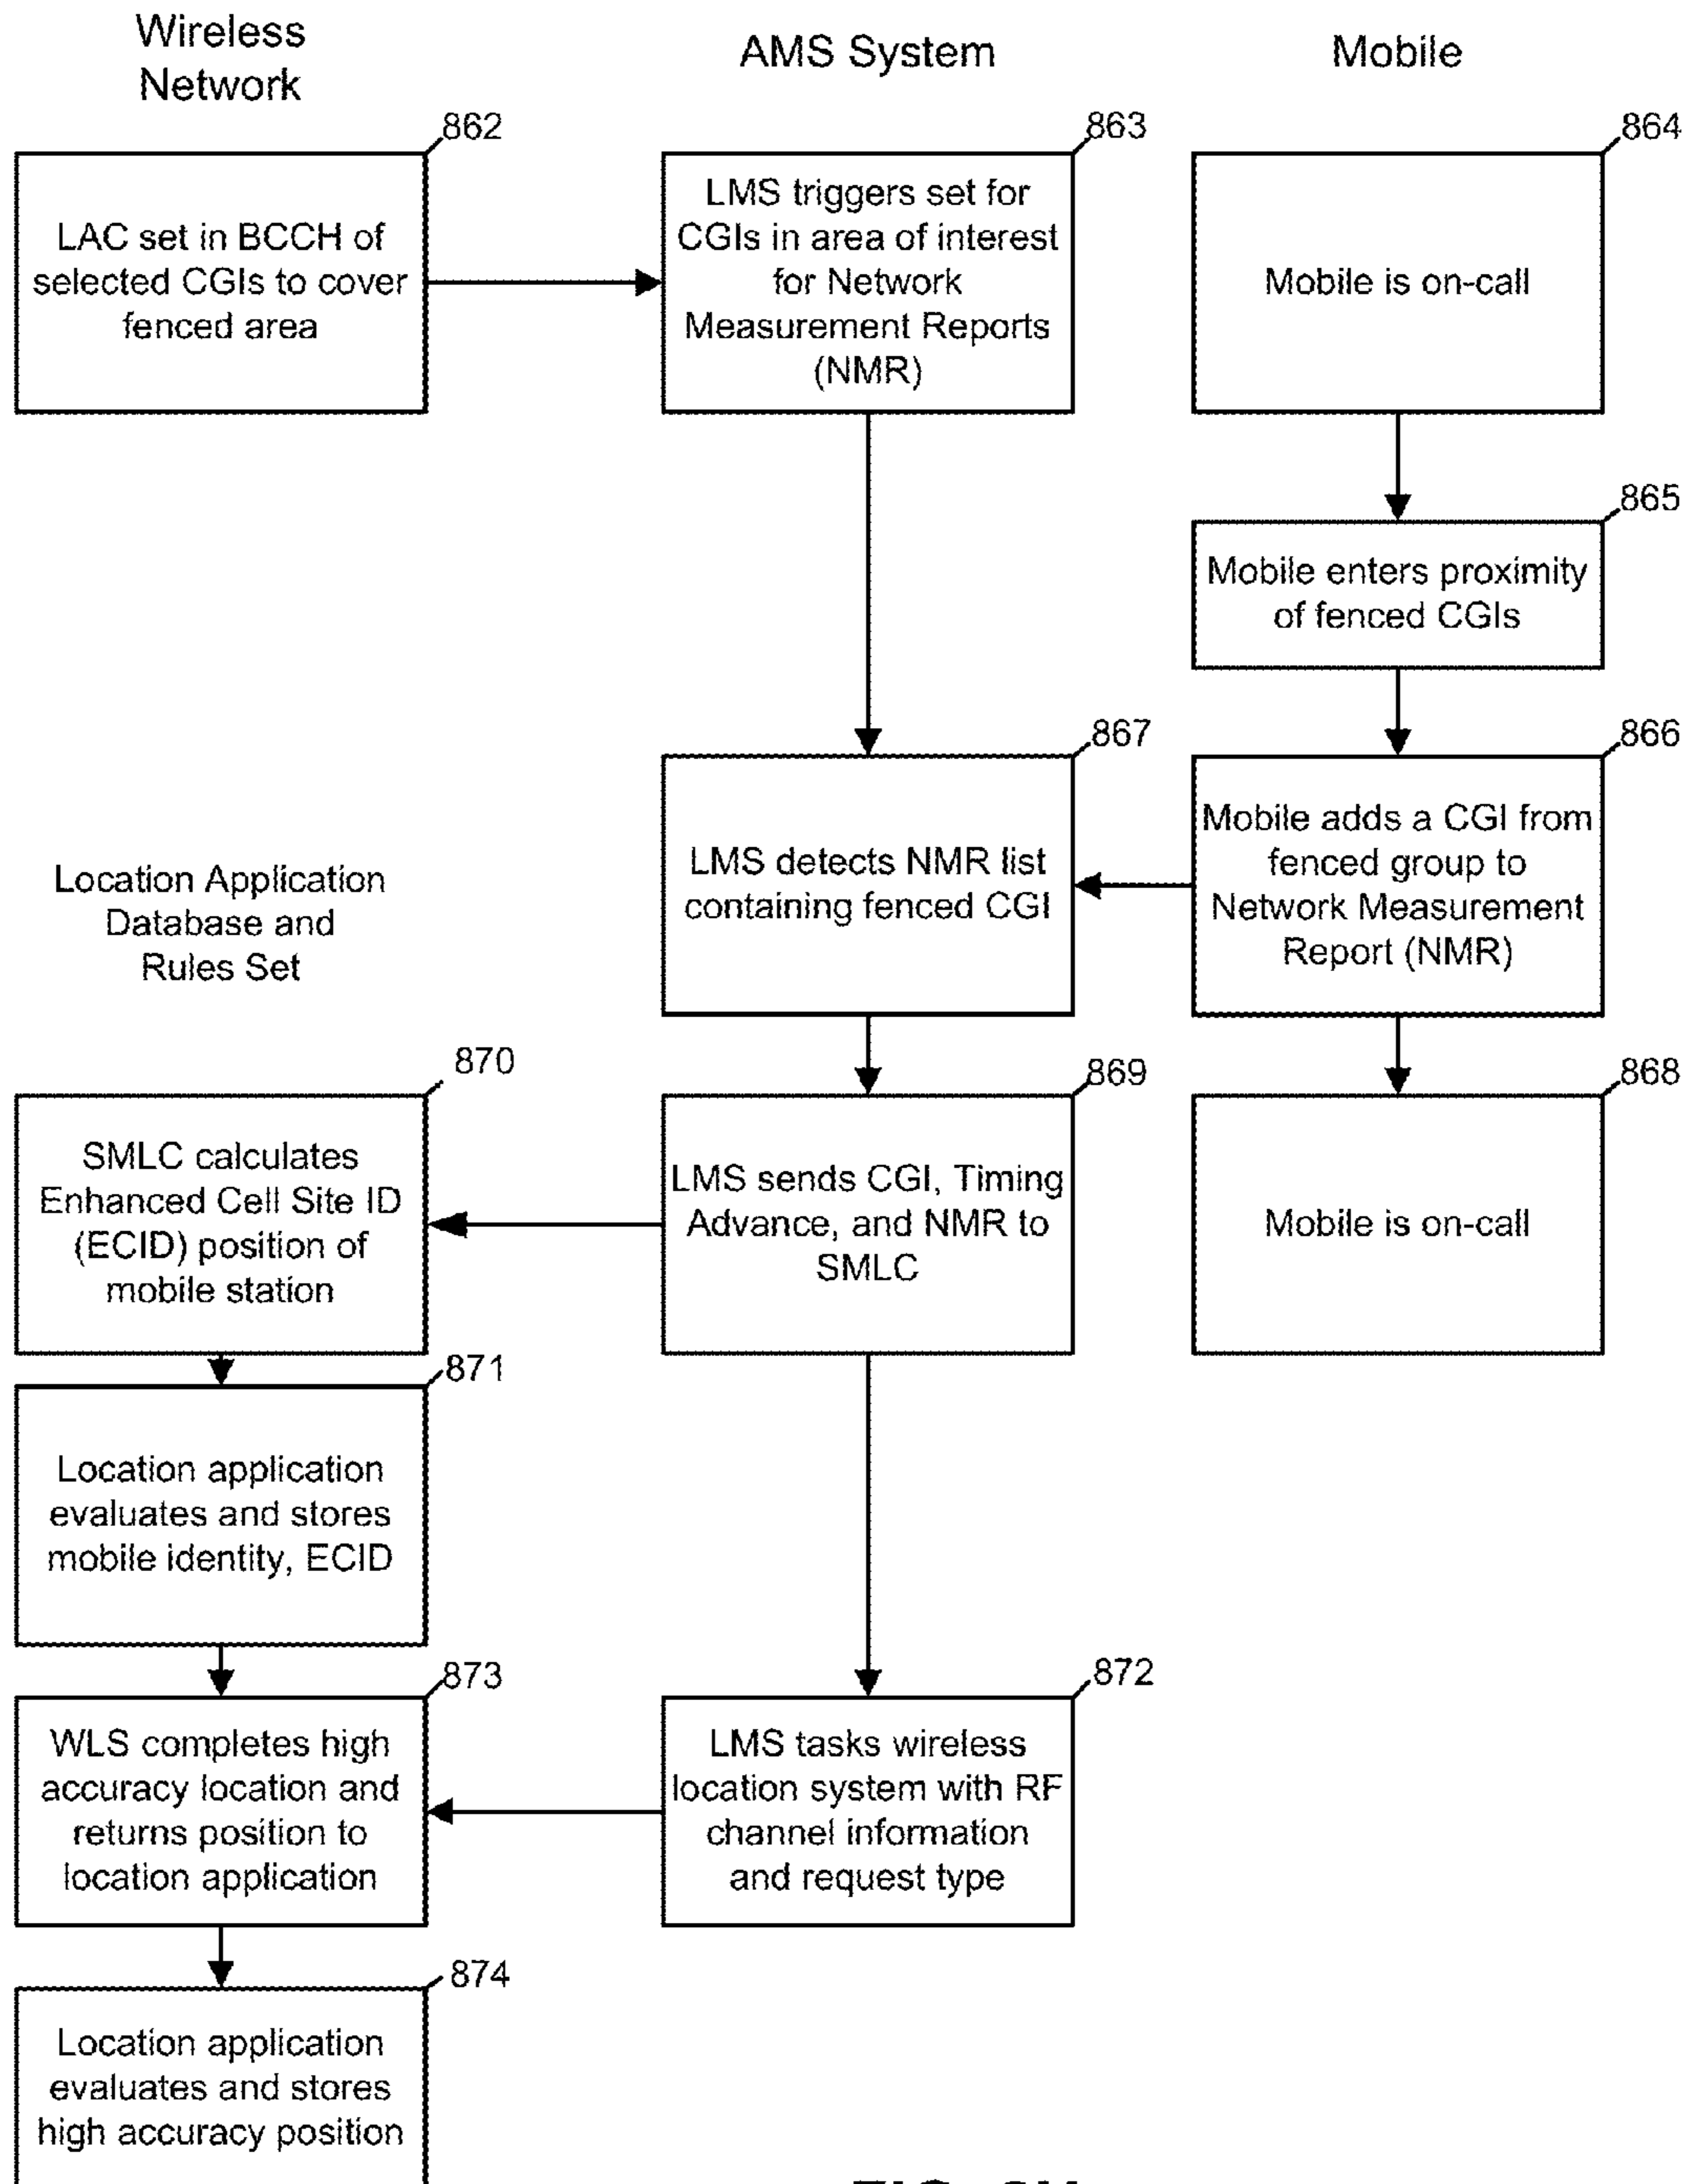 Wireless
Network
AMS System
Mobile
862
LAC set in BCCH of
selected CGIs to cover
fenced area
863
LMS triggers set for
CGIs in area of interest
for Network
Measurement Reports
(NMR)
864
Mobile is on-call
865
Mobile enters proximity
of fenced CGIs
866
Mobile adds a CGI from
fenced group to
Network Measurement
Report (NMR)
867
LMS detects NMR list
containing fenced CGI
868
Mobile is on-call
Location Application
Database and
Rules Set
869
LMS sends CGI, Timing
Advance, and NMR to
SMLC
870
SMLC calculates
Enhanced Cell Site ID
(ECID) position of
mobile station
871
Location application
evaluates and stores
mobile identity, ECID
872
LMS tasks wireless
location system with RF
channel information
and request type
873
WLS completes high
accuracy location and
returns position to
location application
874
Location application
evaluates and stores
high accuracy position